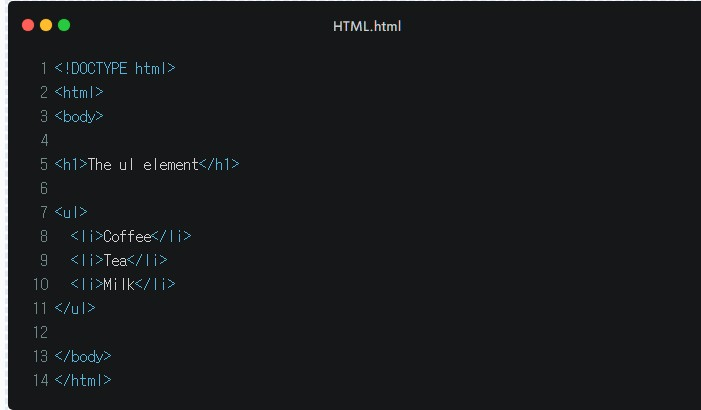 HTML.html
1 <!DOCTYPE html>
2 <html>
3 <body>
4
5 <h1>The ul element</h1>
6
7 <ul>
8   <li>Coffee</li>
9   <li>Tea</li>
10   <li>Milk</li>
11 </ul>
12
13 </body>
14 </html>